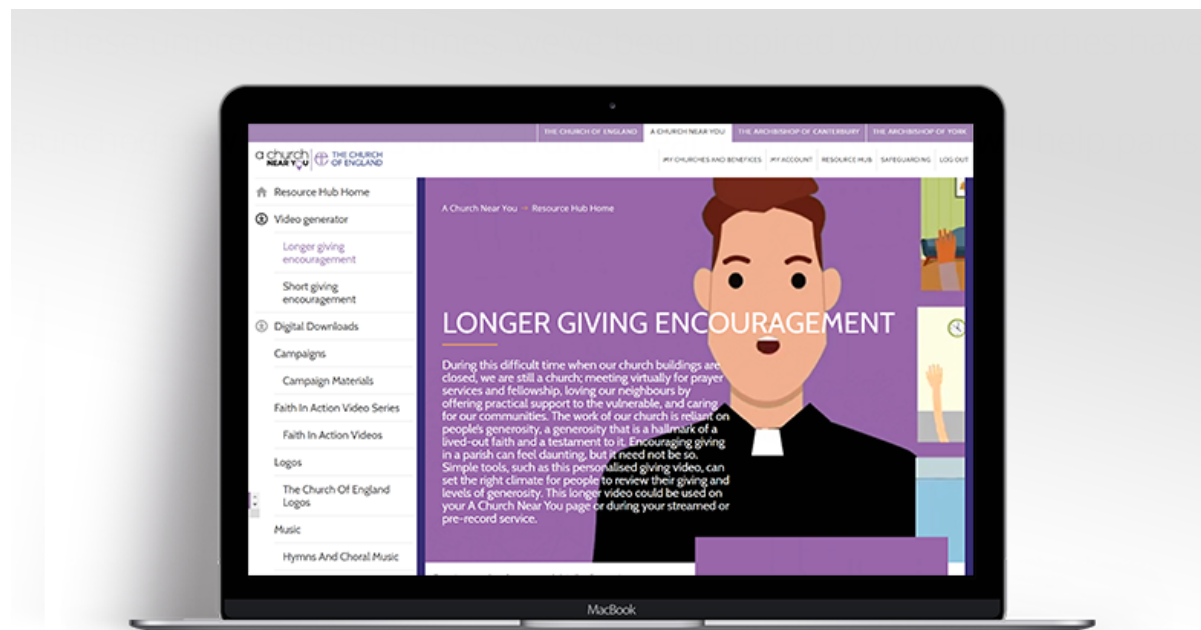 THE CHURCH OF ENGLAND
A CHURCH NEAR YOU
THE ARCHBISHOP OF CANTERBURY
THE ARCHBISHOP OF YORK
a church
NEAR YOU
THE CHURCH
OF ENGLAND
MY CHURCHES AND BENEFICES
MY ACCOUNT
RESOURCE HUB
SAFEGUARDING
LOG OUT
Resource Hub Home
Video generator
Longer giving
encouragement
Short giving
encouragement
Digital Downloads
Campaigns
Campaign Materials
Faith In Action Video Series
Faith In Action Videos
Logos
The Church Of England
Logos
Music
Hymns And Choral Music
A Church Near You → Resource Hub Home
LONGER GIVING ENCOURAGEMENT
During this difficult time when our church buildings are
closed, we are still a church; meeting virtually for prayer
services and fellowship, loving our neighbours by
offering practical support to the vulnerable, and caring
for our communities. The work of our church is reliant on
people's generosity, a generosity that is a hallmark of a
lived-out faith and a testament to it. Encouraging giving
in a parish can feel daunting, but it need not be so.
Simple tools, such as this personalised giving video, can
set the right climate for people to review their giving and
levels of generosity. This longer video could be used on
your A Church Near You page or during your streamed or
pre-record service.
MacBook